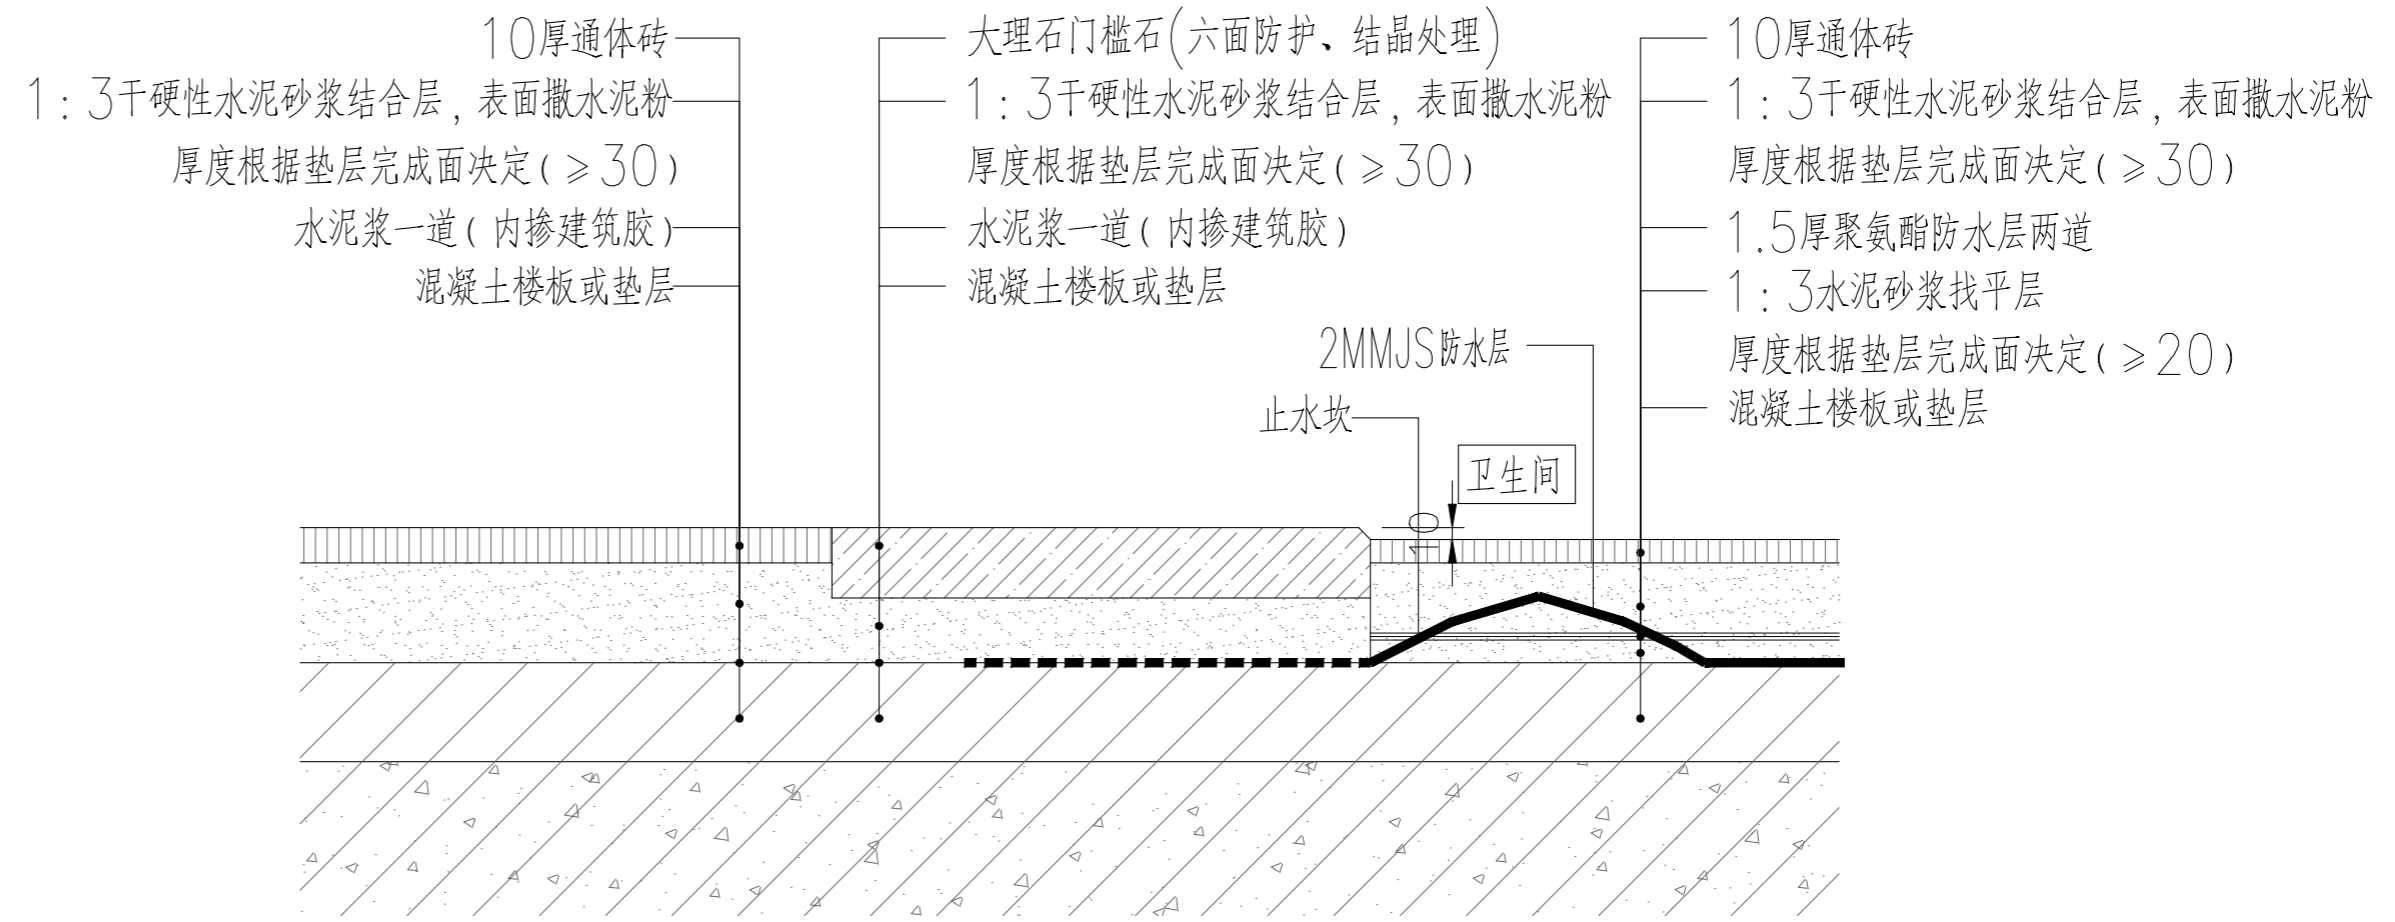 10厚通体砖
1:3干硬性水泥砂浆结合层,表面撒水泥粉
厚度根据垫层完成面决定(≥30)
水泥浆一道(内掺建筑胶)
混凝土楼板或垫层
大理石门槛石(六面防护、结晶处理)
1:3干硬性水泥砂浆结合层,表面撒水泥粉
厚度根据垫层完成面决定(≥30)
水泥浆一道(内掺建筑胶)
混凝土楼板或垫层
10厚通体砖
1:3干硬性水泥砂浆结合层,表面撒水泥粉
厚度根据垫层完成面决定(≥30)
1.5厚聚氨酯防水层两道
1:3水泥砂浆找平层
厚度根据垫层完成面决定(≥20)
混凝土楼板或垫层
2MMJS防水层
止水坎
卫生间
10